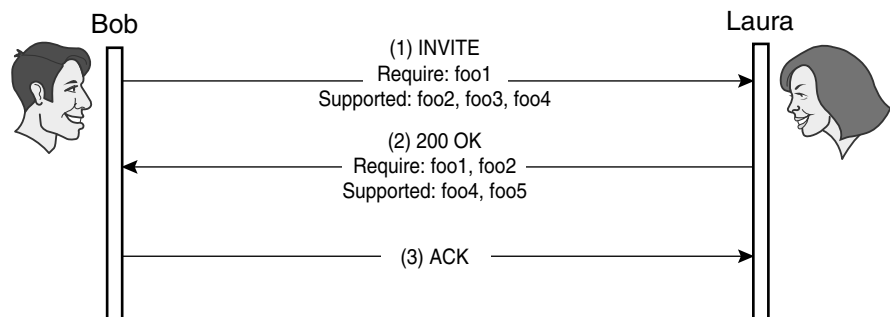 Bob
Laura
(1) INVITE
Require: foo1
Supported: foo2, foo3, foo4
(2) 200 OK
Require: foo1, foo2
Supported: foo4, foo5
(3) ACK